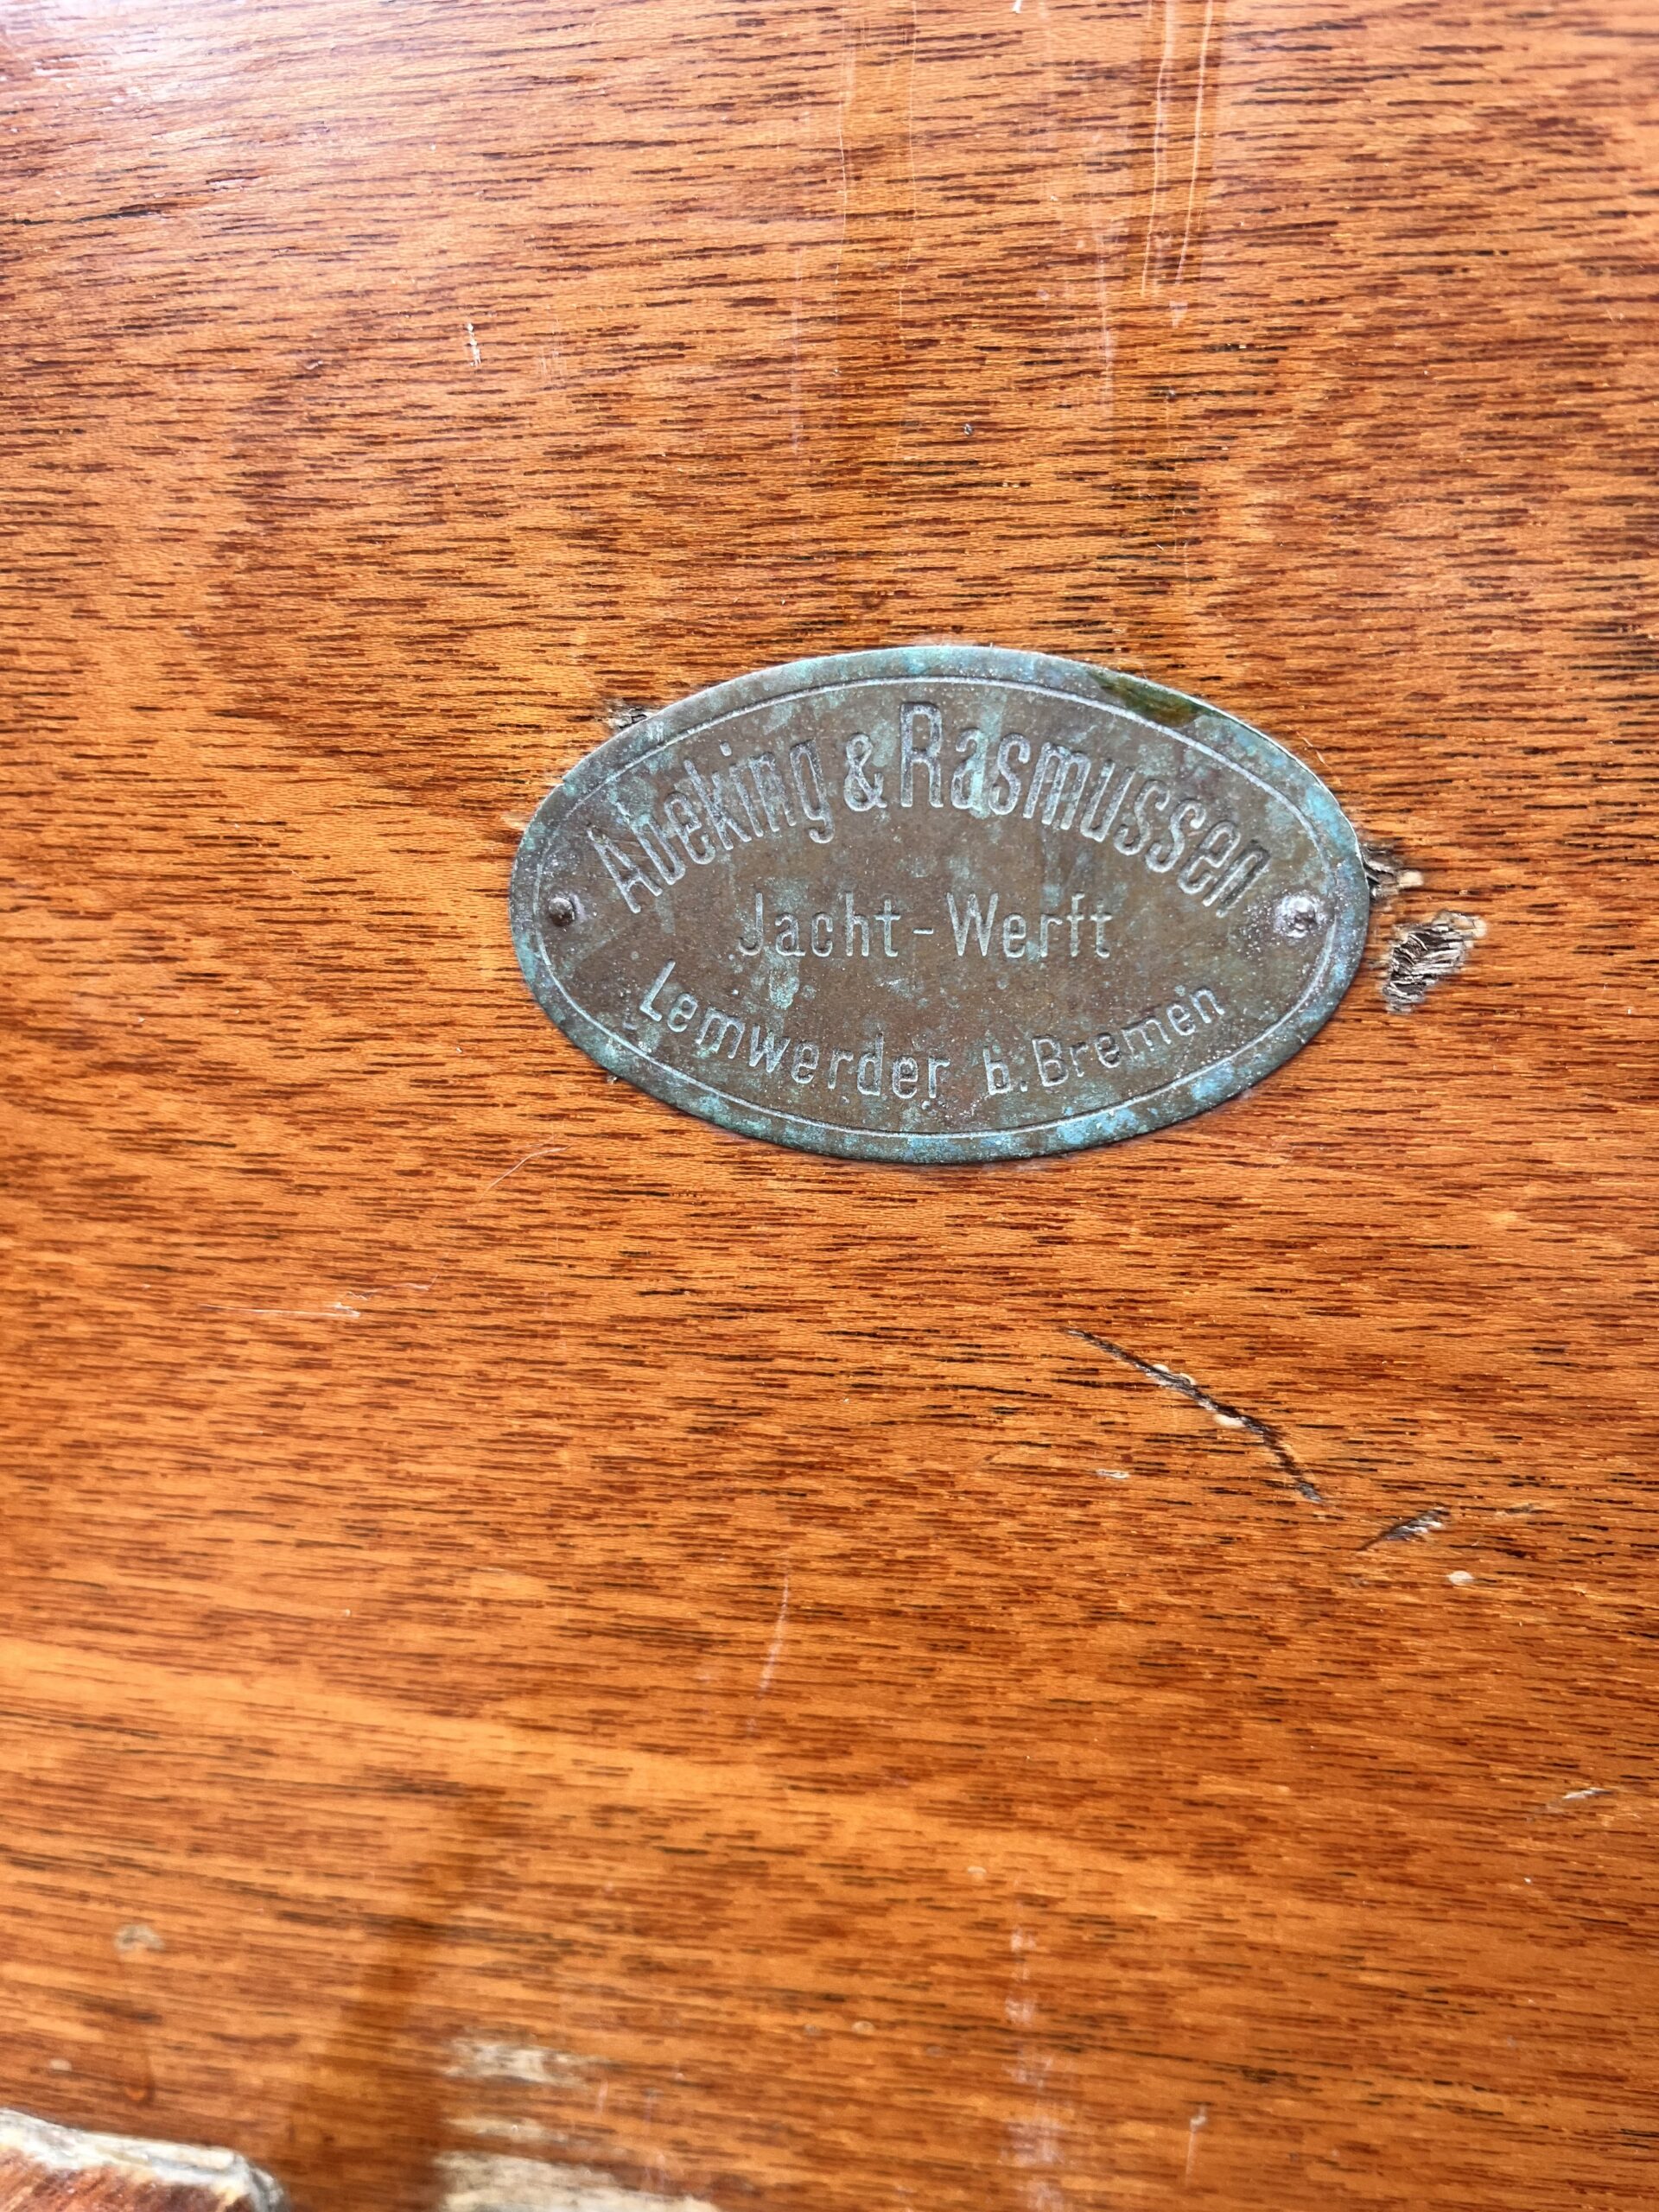 Abeking & Rasmussen
Jacht-Werft
Lemwerder b. Bremen